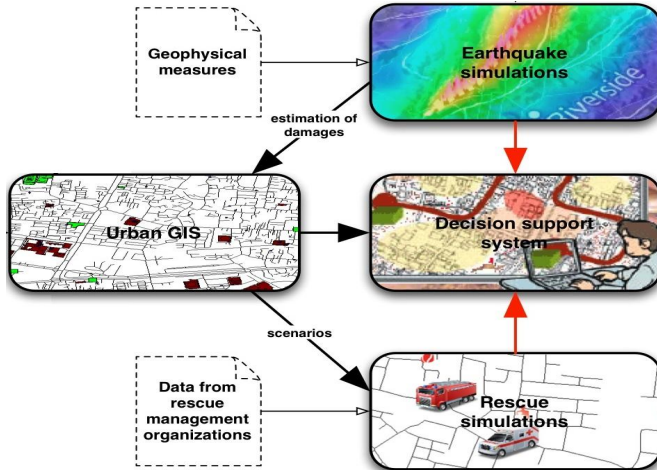 Geophysical
measures
Earthquake
simulations
Riverside
estimation of
damages
Urban GIS
Decision support
system
scenarios
Data from
rescue
management
organizations
Rescue
simulations